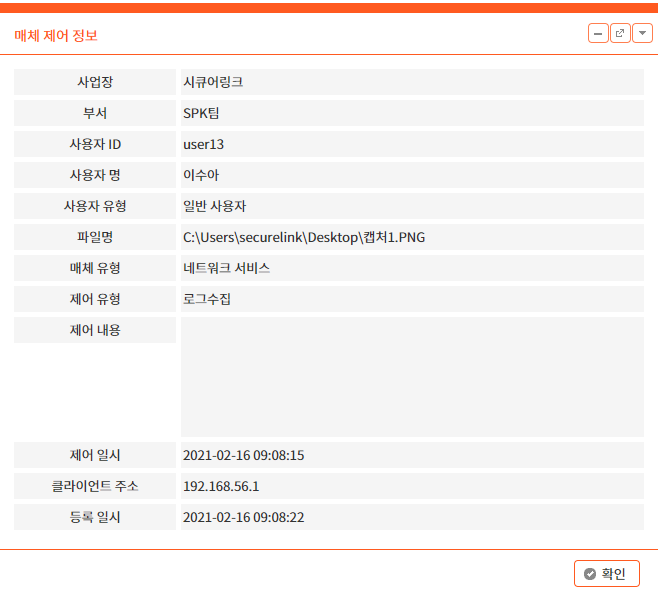 매체 제어 정보
사업장 시큐어링크
부서 SPK팀
사용자 ID user13
사용자 명 이수아
사용자 유형 일반 사용자
파일명 C:\Users\securelink\Desktop\캡처1.PNG
매체 유형 네트워크 서비스
제어 유형 로그수집
제어 내용
제어 일시 2021-02-16 09:08:15
클라이언트 주소 192.168.56.1
등록 일시 2021-02-16 09:08:22
확인